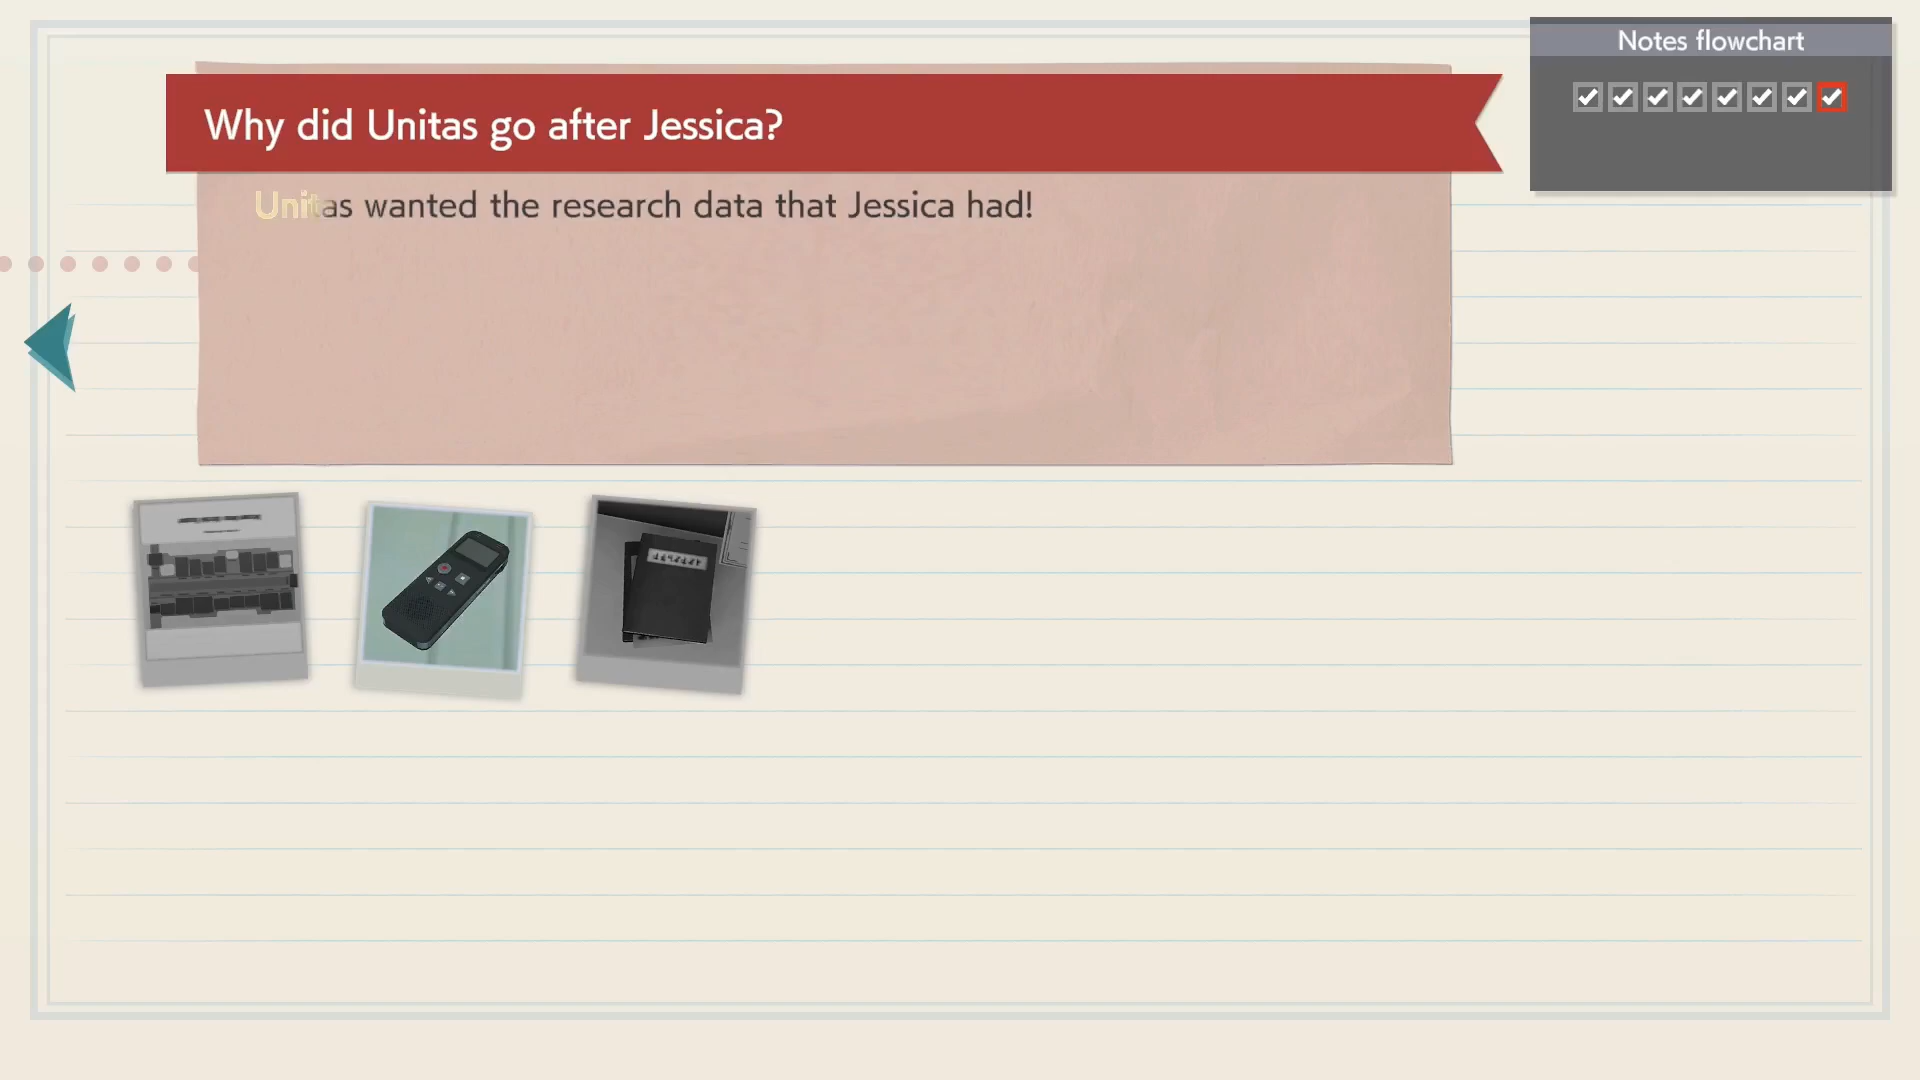 Notes flowchart
Why did Unitas go after Jessica?
Unitas wanted the research data that Jessica had!